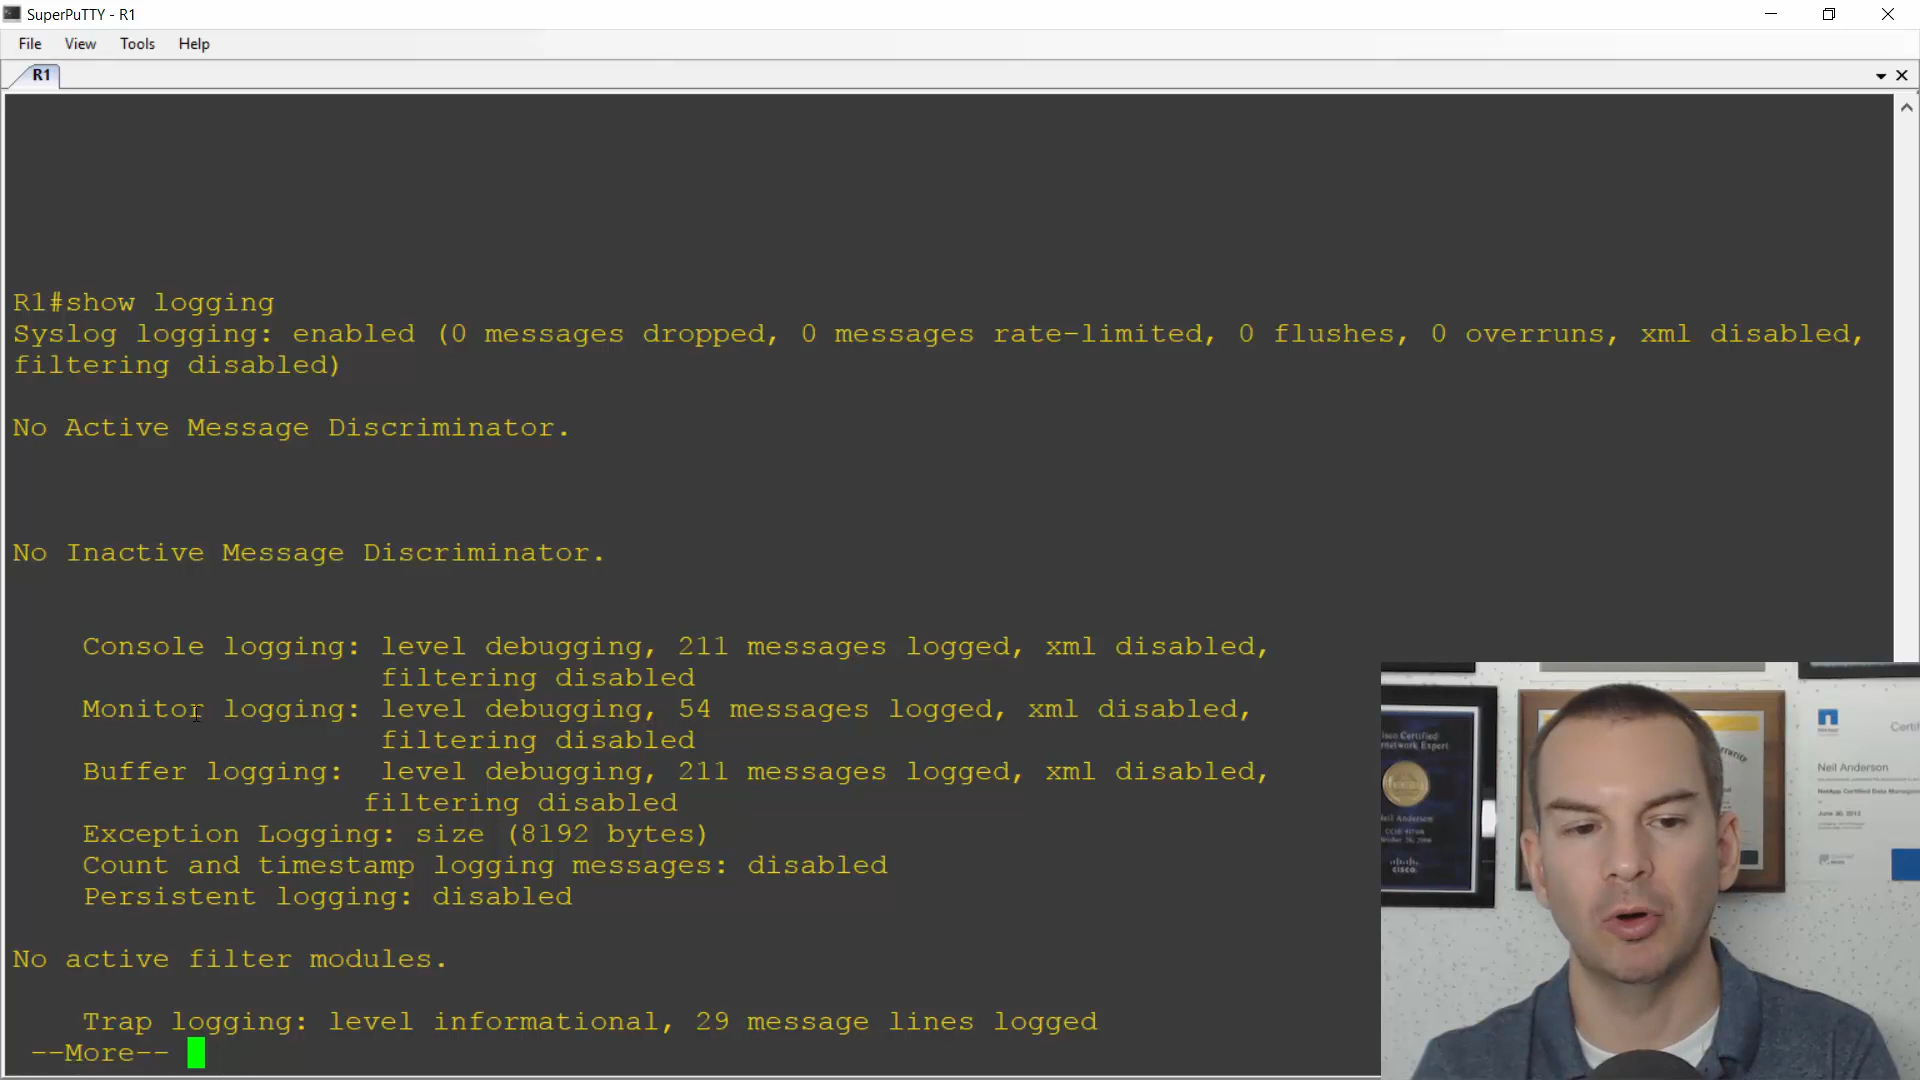 SuperPuTTY - R1
File View Tools Help
R1
R1#show logging
Syslog logging: enabled (0 messages dropped, 0 messages rate-limited, 0 flushes, 0 overruns, xml disabled,
filtering disabled)
No Active Message Discriminator.
No Inactive Message Discriminator.
Console logging: level debugging, 211 messages logged, xml disabled,
filtering disabled
Monitor logging: level debugging, 54 messages logged, xml disabled,
filtering disabled
Buffer logging:  level debugging, 211 messages logged, xml disabled,
filtering disabled
Exception Logging: size (8192 bytes)
Count and timestamp logging messages: disabled
Persistent logging: disabled
No active filter modules.
Trap logging: level informational, 29 message lines logged
--More--
Neil Anderson
cisco.